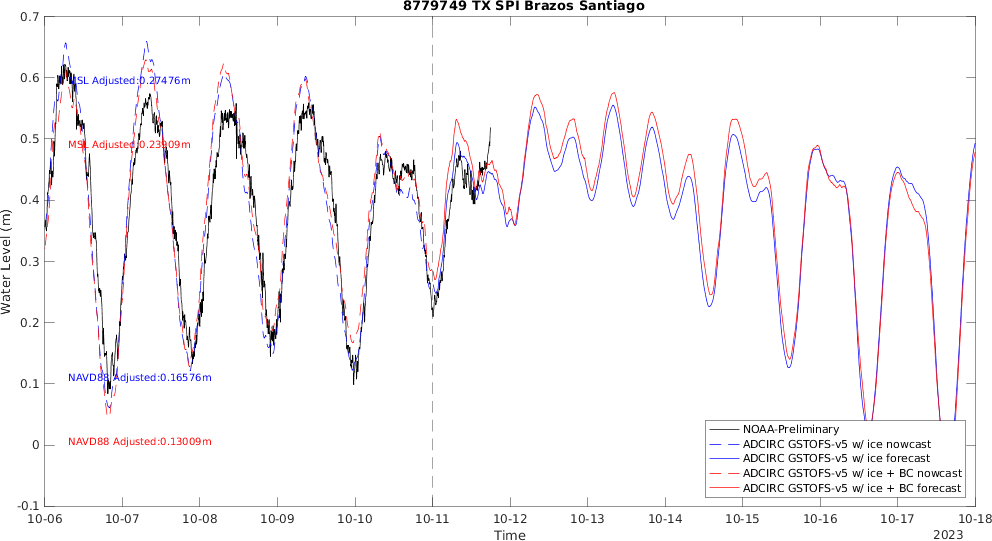 8779749 TX SPI Brazos Santiago
0.7
0.6
0.5
0.4
0.3
0.2
0.1
0
-0.1
Water Level (m)
MSL Adjusted:0.27476m
MSL Adjusted:0.23909m
NAVD88 Adjusted:0.16576m
NAVD88 Adjusted:0.13009m
NOAA-Preliminary
ADCIRC GSTOFS-v5 w/ ice nowcast
ADCIRC GSTOFS-v5 w/ ice forecast
ADCIRC GSTOFS-v5 w/ ice + BC nowcast
ADCIRC GSTOFS-v5 w/ ice + BC forecast
10-06 10-07 10-08 10-09 10-10 10-11 10-12 10-13 10-14 10-15 10-16 10-17 10-18
Time
2023